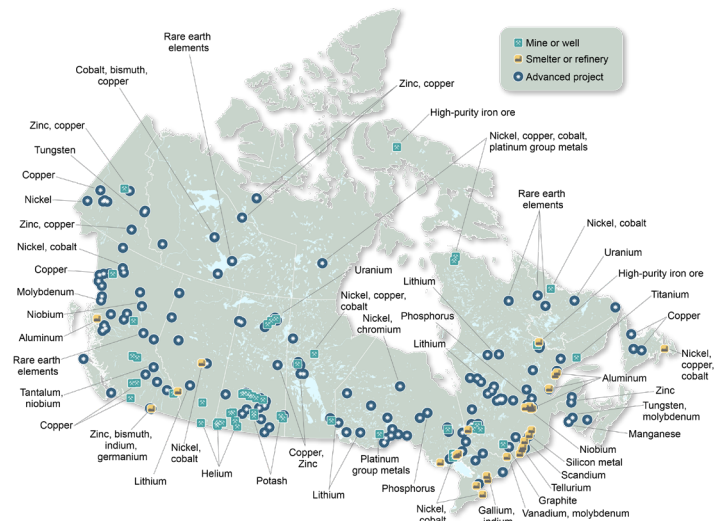 Rare earth
elements
Cobalt, bismuth,
copper
Zinc, copper
Tungsten
Copper
Nickel
Zinc, copper
Nickel, cobalt
Copper
Molybdenum
Niobium
Aluminum
Rare earth
elements
Tantalum,
niobium
Copper
Zinc, bismuth,
indium,
germanium
Lithium
Nickel,
cobalt
Helium
Potash
Copper,
Zinc
Lithium
Platinum
group metals
Phosphorus
Nickel,
cobalt
Gallium,
indium
Vanadium, molybdenum
Graphite
Tellurium
Scandium
Silicon metal
Niobium
Manganese
Tungsten,
molybdenum
Zinc
Aluminum
Nickel,
copper,
cobalt
Copper
Titanium
High-purity iron ore
Uranium
Nickel, cobalt
Rare earth
elements
Nickel, copper, cobalt,
platinum group metals
High-purity iron ore
Zinc, copper
Uranium
Nickel, copper,
cobalt
Nickel,
chromium
Lithium
Phosphorus
Lithium
Mine or well
Smelter or refinery
Advanced project